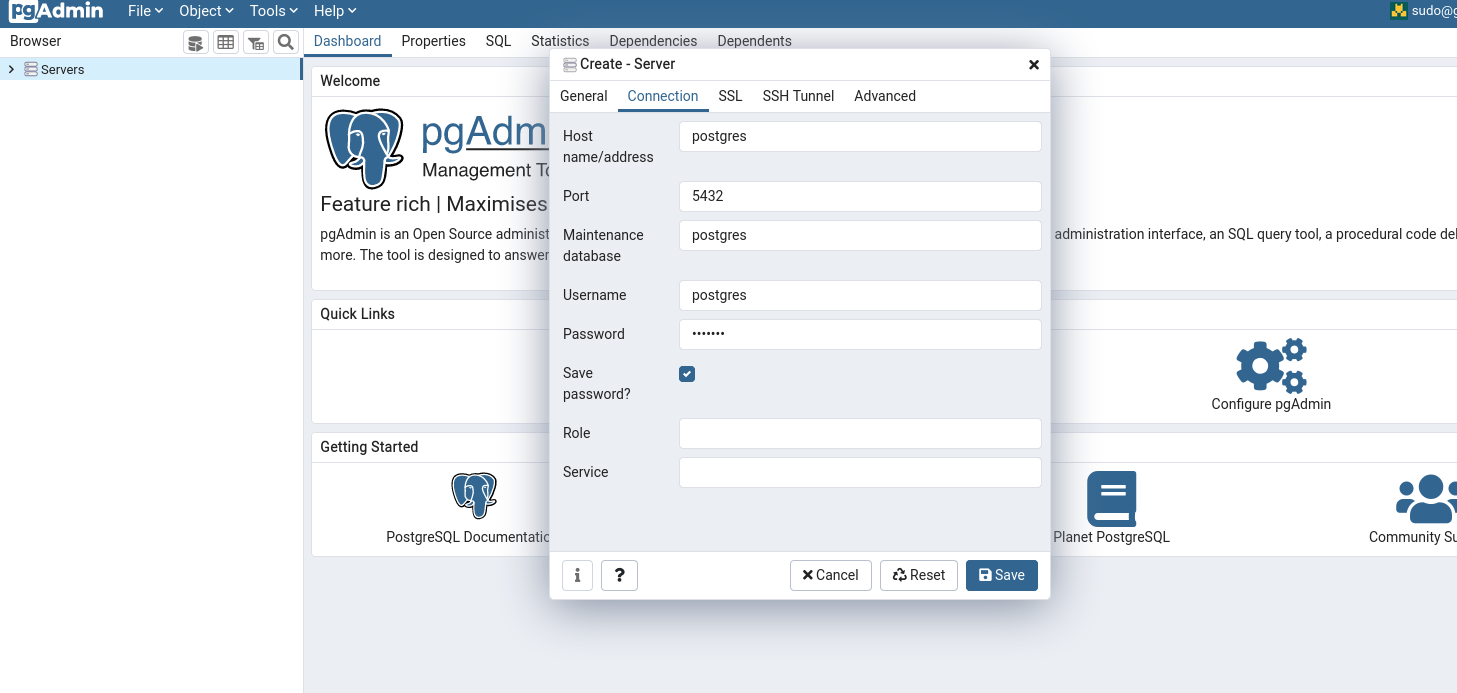 pgAdmin File Object Tools Help
Browser
Servers
Dashboard Properties SQL Statistics Dependencies Dependents
Welcome
pgAdm
Management
Feature rich | Maximises
pgAdmin is an Open Source administ
administration interface, an SQL query tool, a procedural code
more. The tool is designed to answer
Quick Links
Configure pgAdmin
Getting Started
PostgreSQL Documentatio
Planet PostgreSQL
Community
Create - Server
General Connection SSL SSH Tunnel Advanced
Host
name/address
postgres
Port
5432
Maintenance
database
postgres
Username
postgres
Password
•••••••
Save
password?
Role
Service
i ? Cancel Reset Save